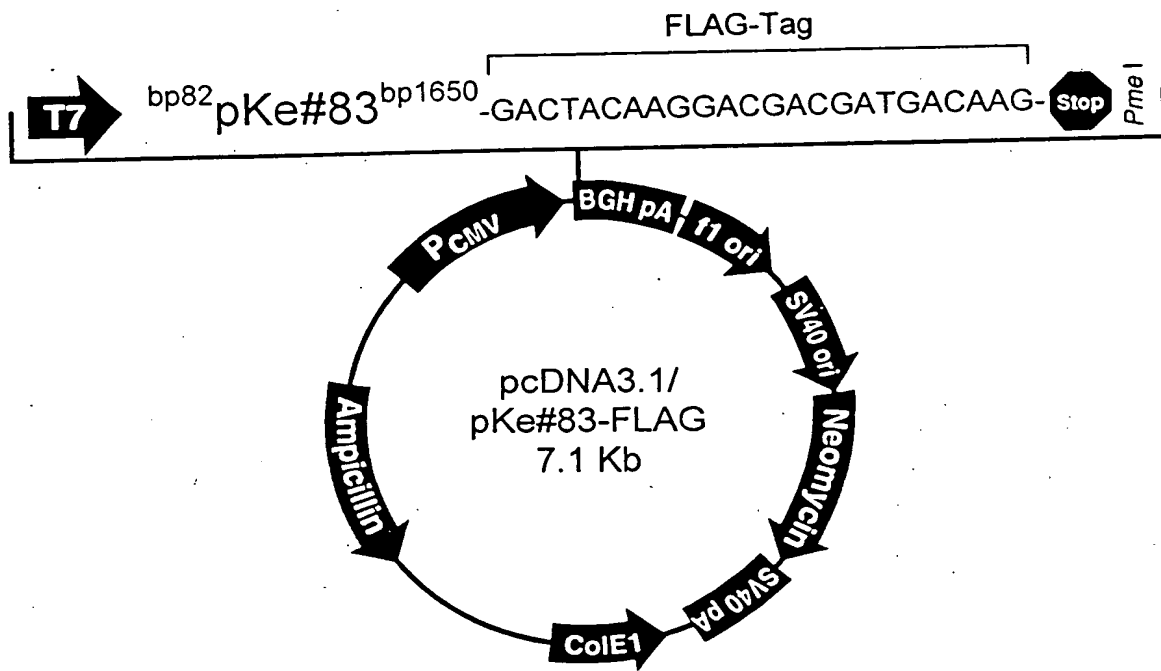 FLAG-Tag
T7 bp82pKe#83bp1650 -GACTACAAGGACGACGATGACAAG- Stop Pme I
PCMV
BGH pA
f1 ori
SV40 ori
Neomycin
SV40 pA
ColE1
Ampicillin
pcDNA3.1/
pKe#83-FLAG
7.1 Kb